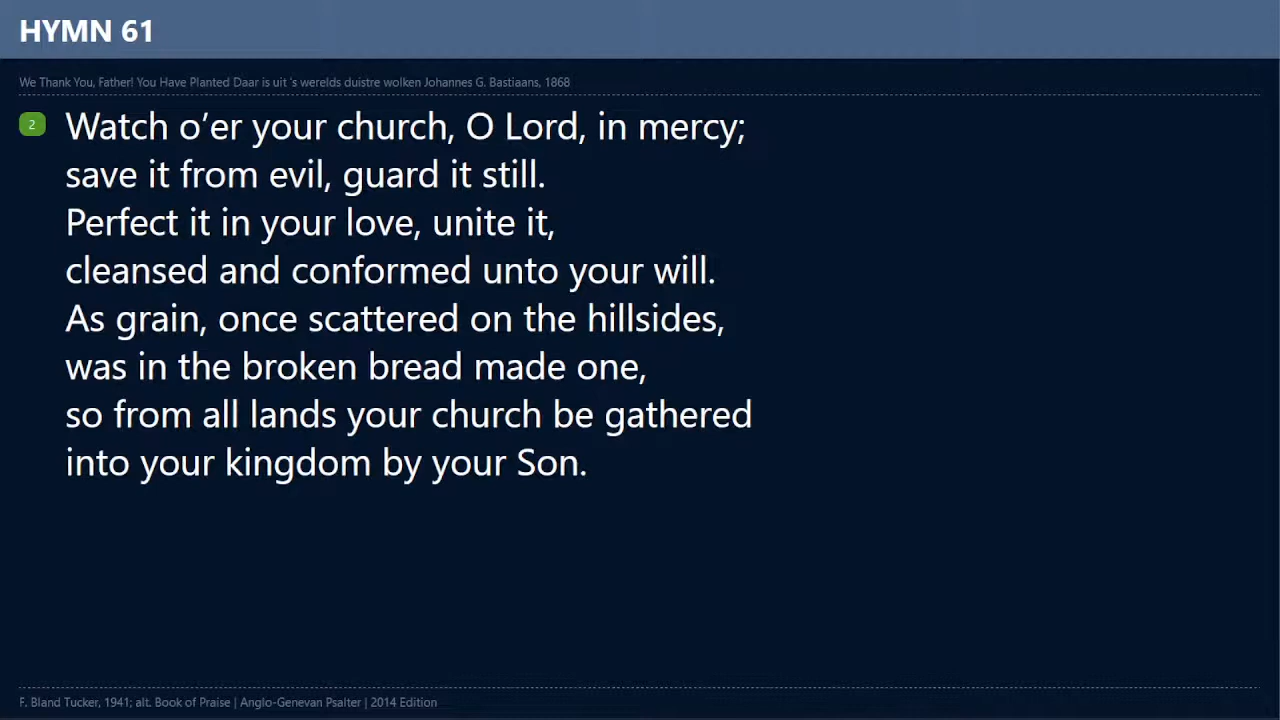 HYMN 61
We Thank You, Father! You Have Planted Daar is uit 's werelds duistre wolken Johannes G. Bastiaans, 1868
2
Watch o’er your church, O Lord, in mercy;
save it from evil, guard it still.
Perfect it in your love, unite it,
cleansed and conformed unto your will.
As grain, once scattered on the hillsides,
was in the broken bread made one,
so from all lands your church be gathered
into your kingdom by your Son.
F. Bland Tucker, 1941; alt. Book of Praise | Anglo-Genevan Psalter | 2014 Edition